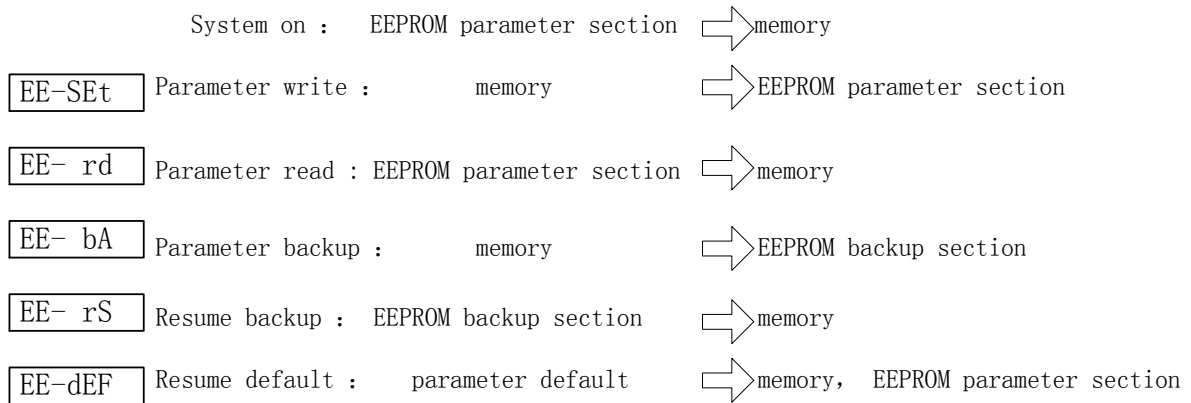 System on : EEPROM parameter section memory
EE-SEt Parameter write : memory EEPROM parameter section
EE- rd Parameter read : EEPROM parameter section memory
EE- bA Parameter backup : memory EEPROM backup section
EE- rS Resume backup : EEPROM backup section memory
EE-dEF Resume default : parameter default memory, EEPROM parameter section